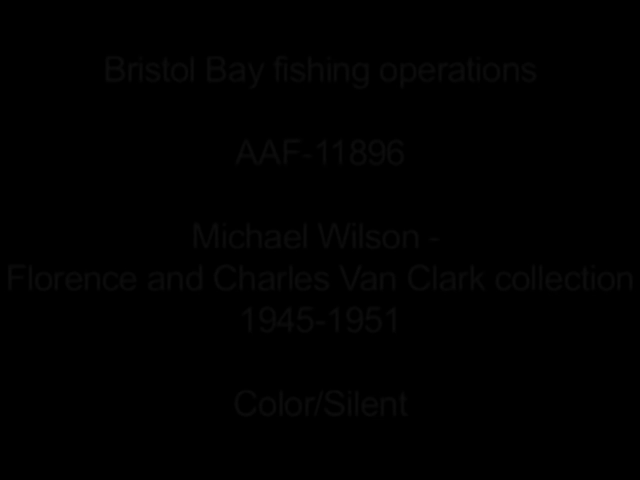 Bristol Bay fishing operations
AAF-11896
Michael Wilson -
Florence and Charles Van Clark collection
1945-1951
Color/Silent